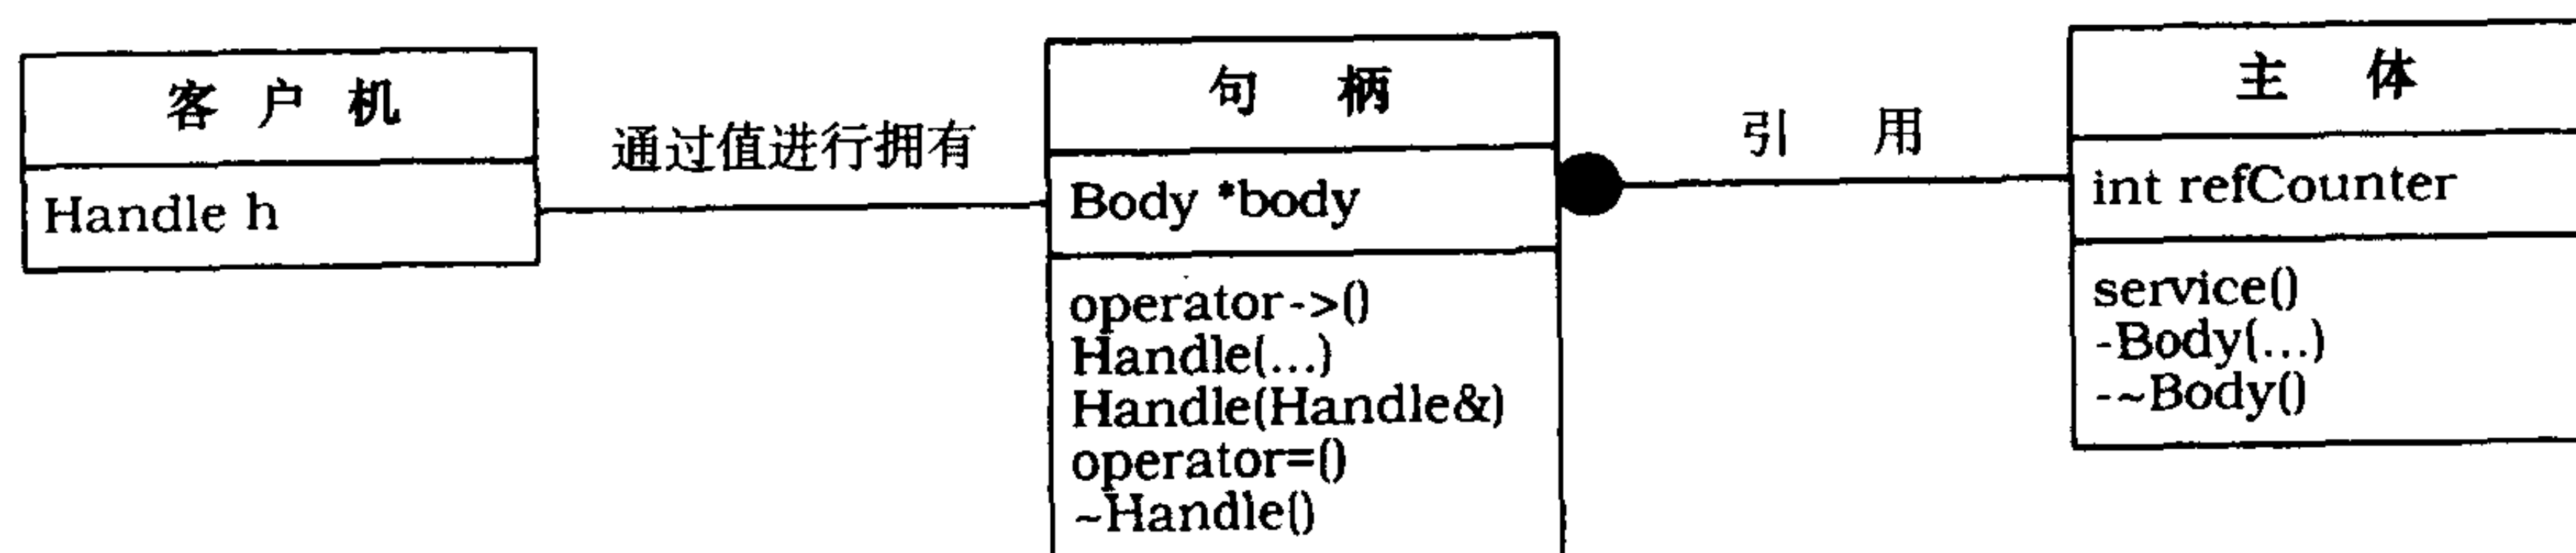 客户机
Handle h
通过值进行拥有
句柄
Body *body
operator->()
Handle(...)
Handle(Handle&)
operator=()
~Handle()
引用
主体
int refCounter
service()
-Body(...)
-~Body()